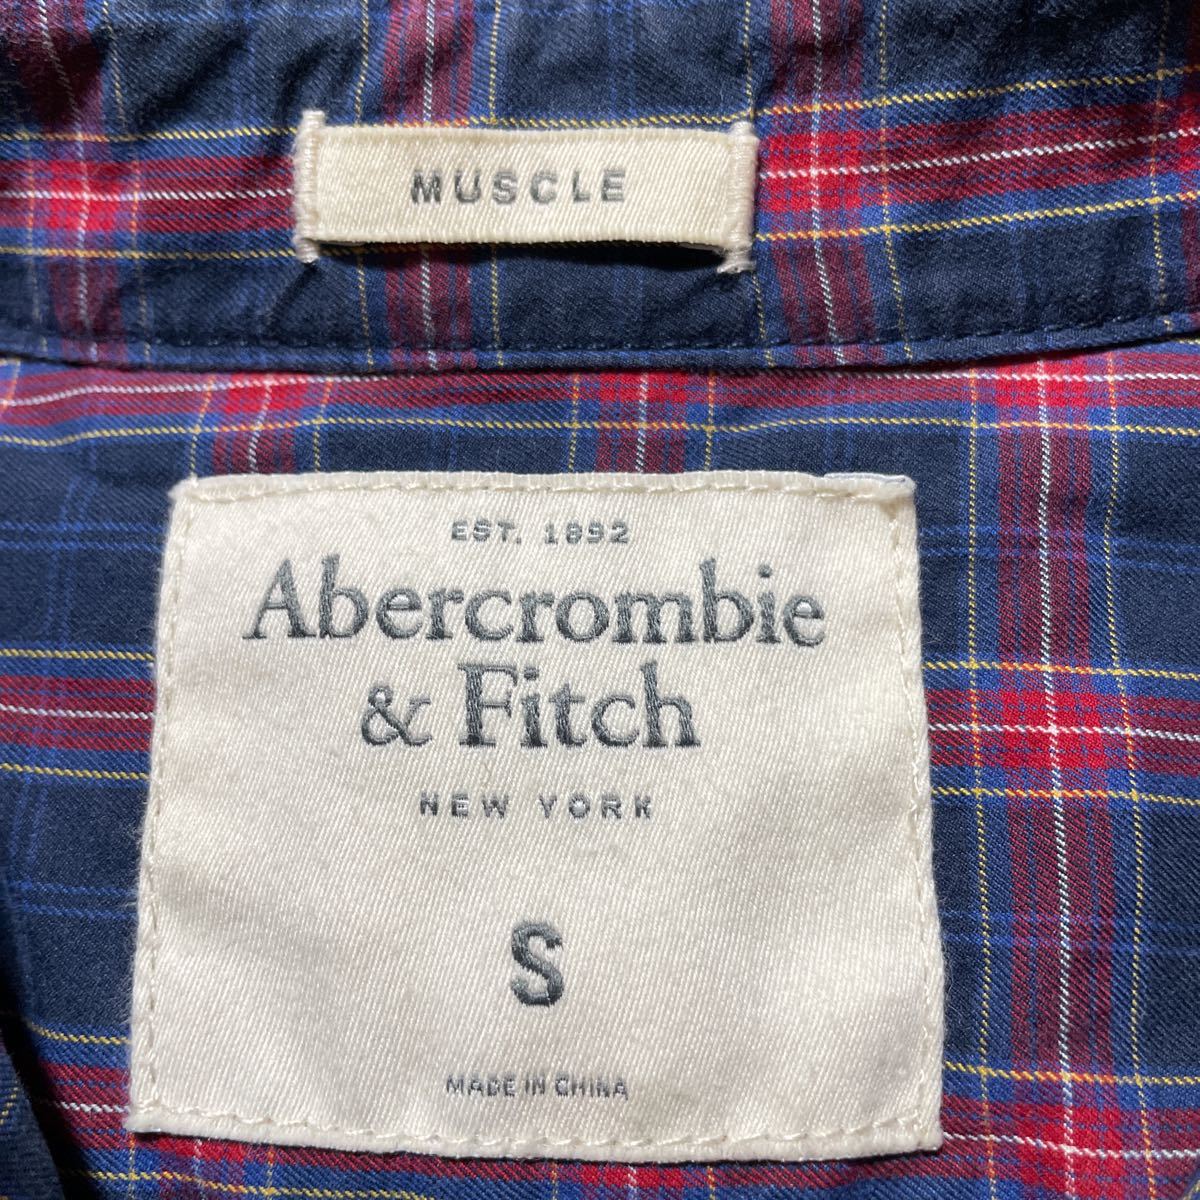 MUSCLE
EST. 1892
Abercrombie
& Fitch
NEW YORK
S
MADE IN CHINA